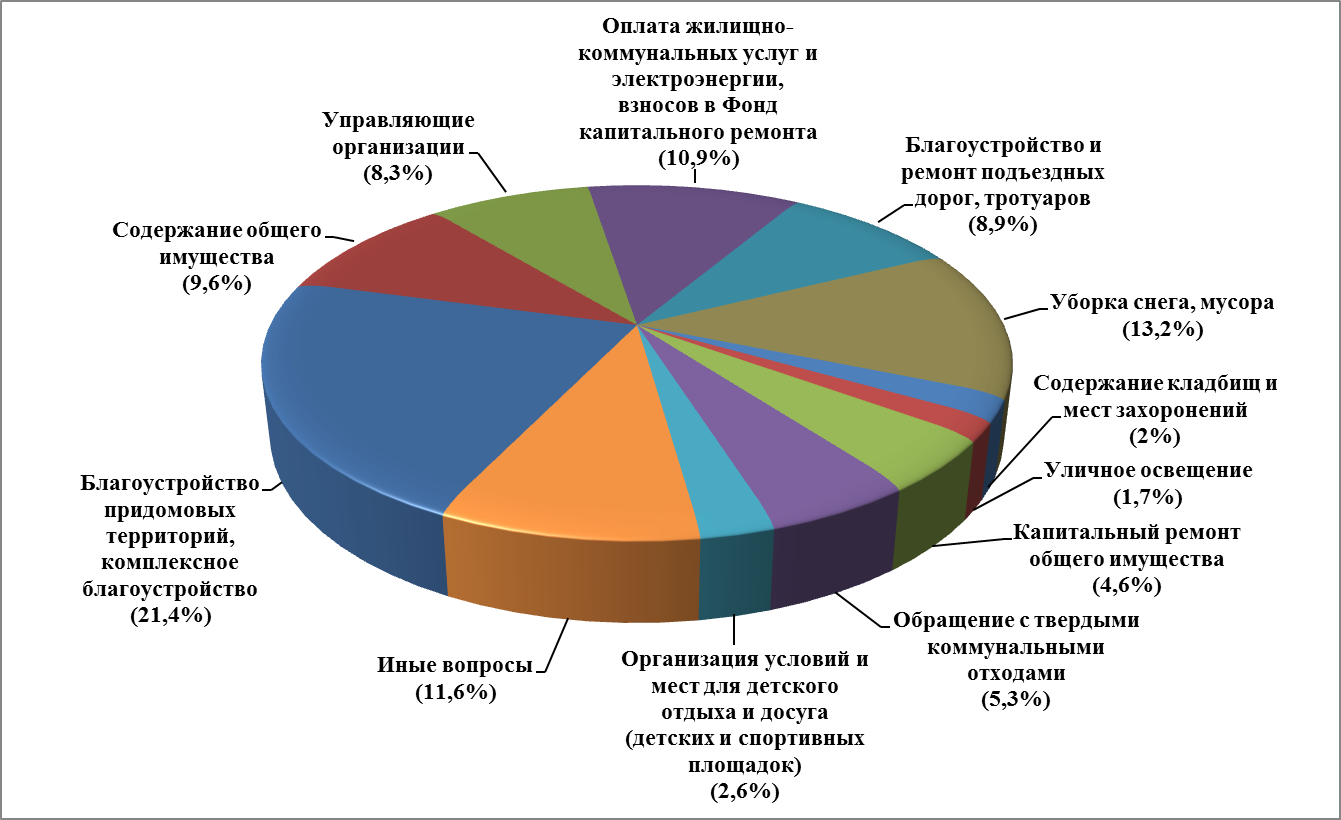 Оплата жилищно-
коммунальных услуг и
электроэнергии,
взносов в Фонд
капитального ремонта
(10,9%)
Благоустройство и
ремонт подъездных
дорог, тротуаров
(8,9%)
Уборка снега, мусора
(13,2%)
Содержание кладбищ и
мест захоронений
(2%)
Уличное освещение
(1,7%)
Капитальный ремонт
общего имущества
(4,6%)
Обращение с твердыми
коммунальными
отходами
(5,3%)
Организация условий и
мест для детского
отдыха и досуга
(детских и спортивных
площадок)
(2,6%)
Иные вопросы
(11,6%)
Благоустройство
придомовых
территорий,
комплексное
благоустройство
(21,4%)
Содержание общего
имущества
(9,6%)
Управляющие
организации
(8,3%)